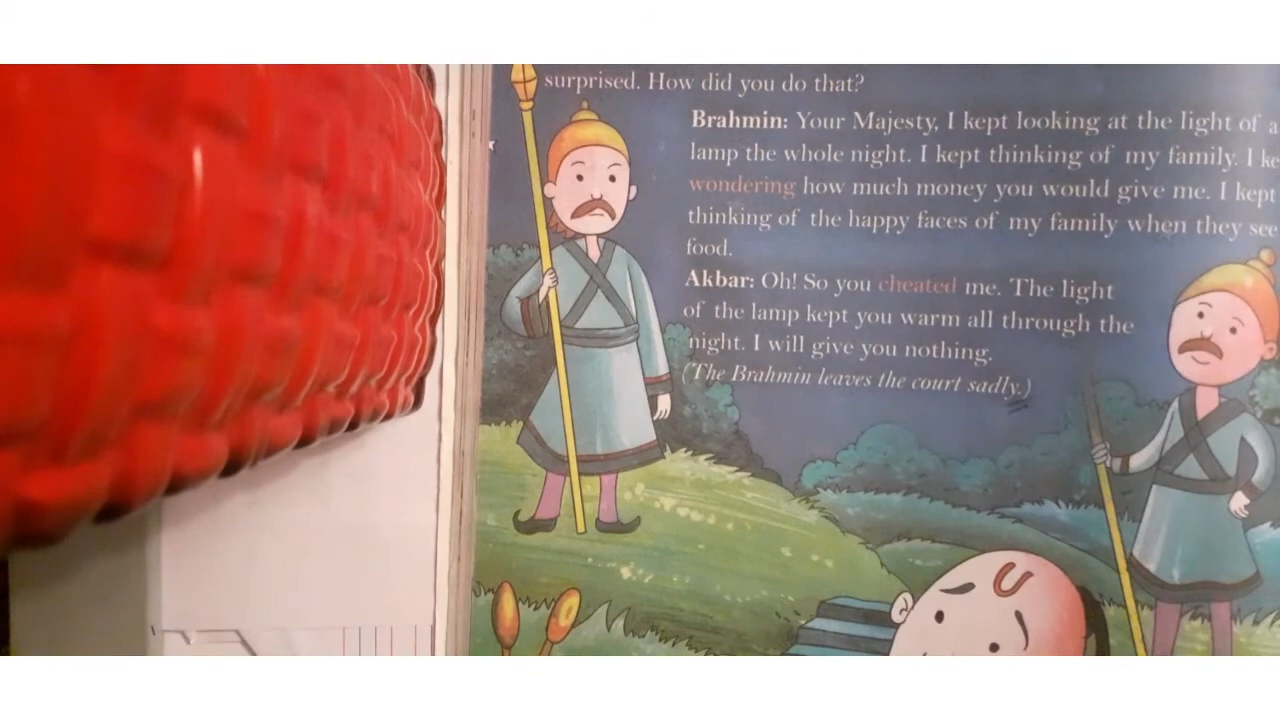 surprised. How did you do that?
Brahmin: Your Majesty, I kept looking at the light of a
lamp the whole night. I kept thinking of my family. I
wondering how much money you would give me. I kept
thinking of the happy faces of my family when they see
food.
Akbar: Oh! So you cheated me. The light
of the lamp kept you warm all through the
night. I will give you nothing.
(The Brahmin leaves the court sadly.)